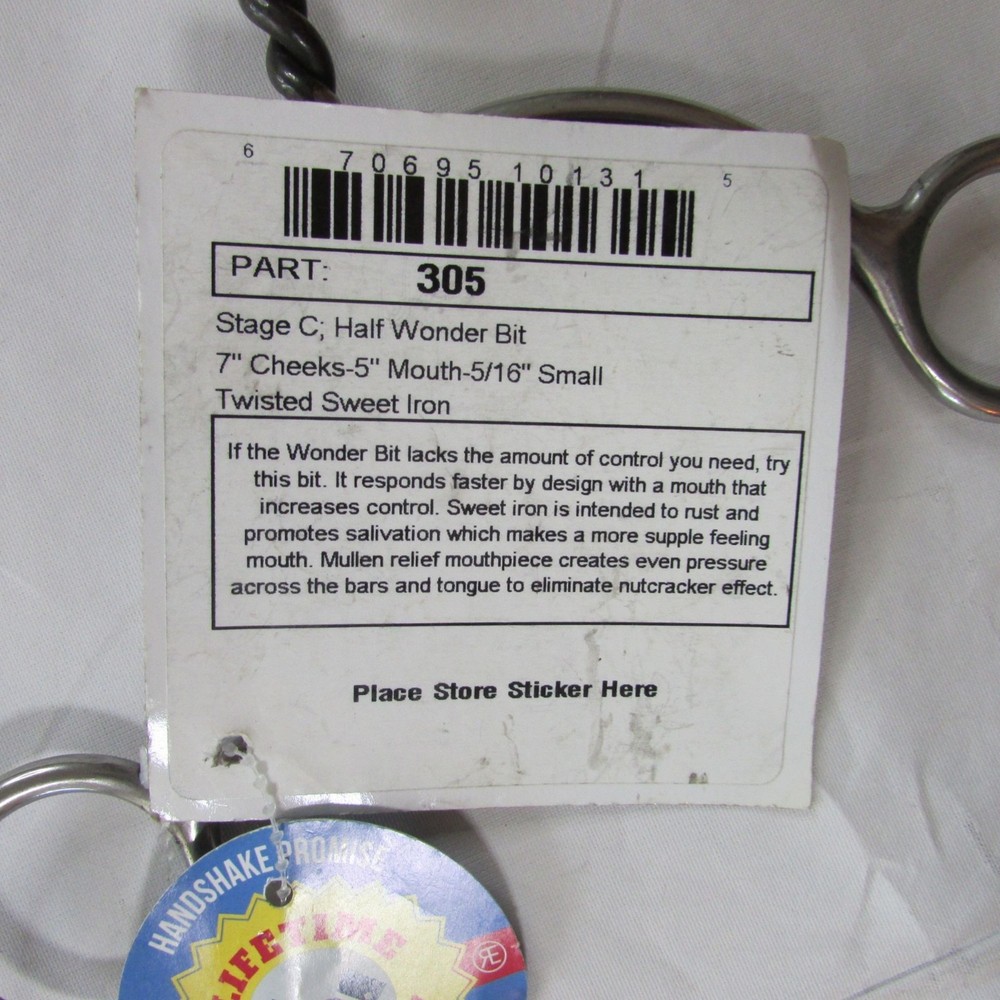 6 70695 10131 5
PART: 305
Stage C; Half Wonder Bit
7" Cheeks-5" Mouth-5/16" Small
Twisted Sweet Iron
If the Wonder Bit lacks the amount of control you need, try
this bit. It responds faster by design with a mouth that
increases control. Sweet iron is intended to rust and
promotes salivation which makes a more supple feeling
mouth. Mullen relief mouthpiece creates even pressure
across the bars and tongue to eliminate nutcracker effect.
Place Store Sticker Here
HANDSHAKE PROMISE
LIFETIME
RE